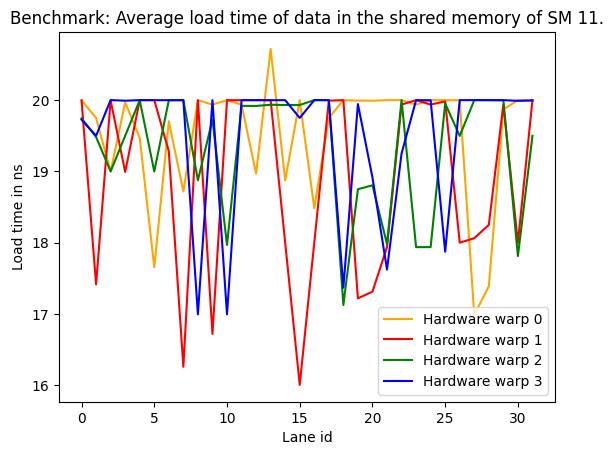 Benchmark: Average load time of data in the shared memory of SM 11.
Load time in ns
20
19
18
17
16
0
5
10
15
20
25
30
Lane id
Hardware warp 0
Hardware warp 1
Hardware warp 2
Hardware warp 3